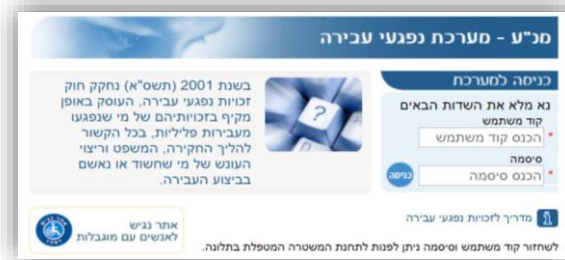 מנ"ע - מערכת נפגעי עבירה
כניסה למערכת
נא מלא את השדות הבאים
קוד משתמש
* הכנס קוד משתמש
סיסמה
* הכנס סיסמה
כניסה
בשנת 2001 (תשס"א) נחקק חוק
זכויות נפגעי עבירה, העוסק באופן
מקיף בזכויותיהם של מי שנפגעו
מעבירות פליליות, בכל הקשור
להליך החקירה, המשפט וריצוי
העונש של מי שחשוד או נאשם
בביצוע העבירה.
מדריך לזכויות נפגעי עבירה
אתר נגיש
לאנשים עם מוגבלות
לשחזור קוד משתמש וסיסמה ניתן לפנות לתחנת המשטרה המטפלת בתלונה.